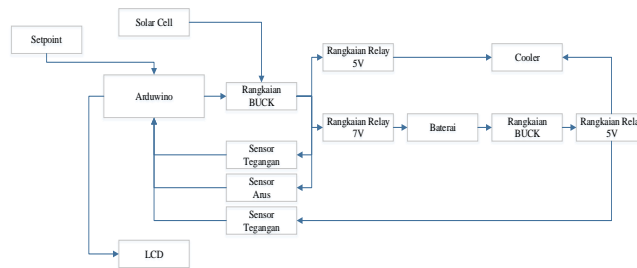 Solar Cell
Setpoint
Rangkaian Relay
5V
Cooler
Arduwino
Rangkaian
BUCK
Rangkaian Relay
7V
Baterai
Rangkaian
BUCK
Rangkaian Relay
5V
Sensor
Tegangan
Sensor
Arus
Sensor
Tegangan
LCD